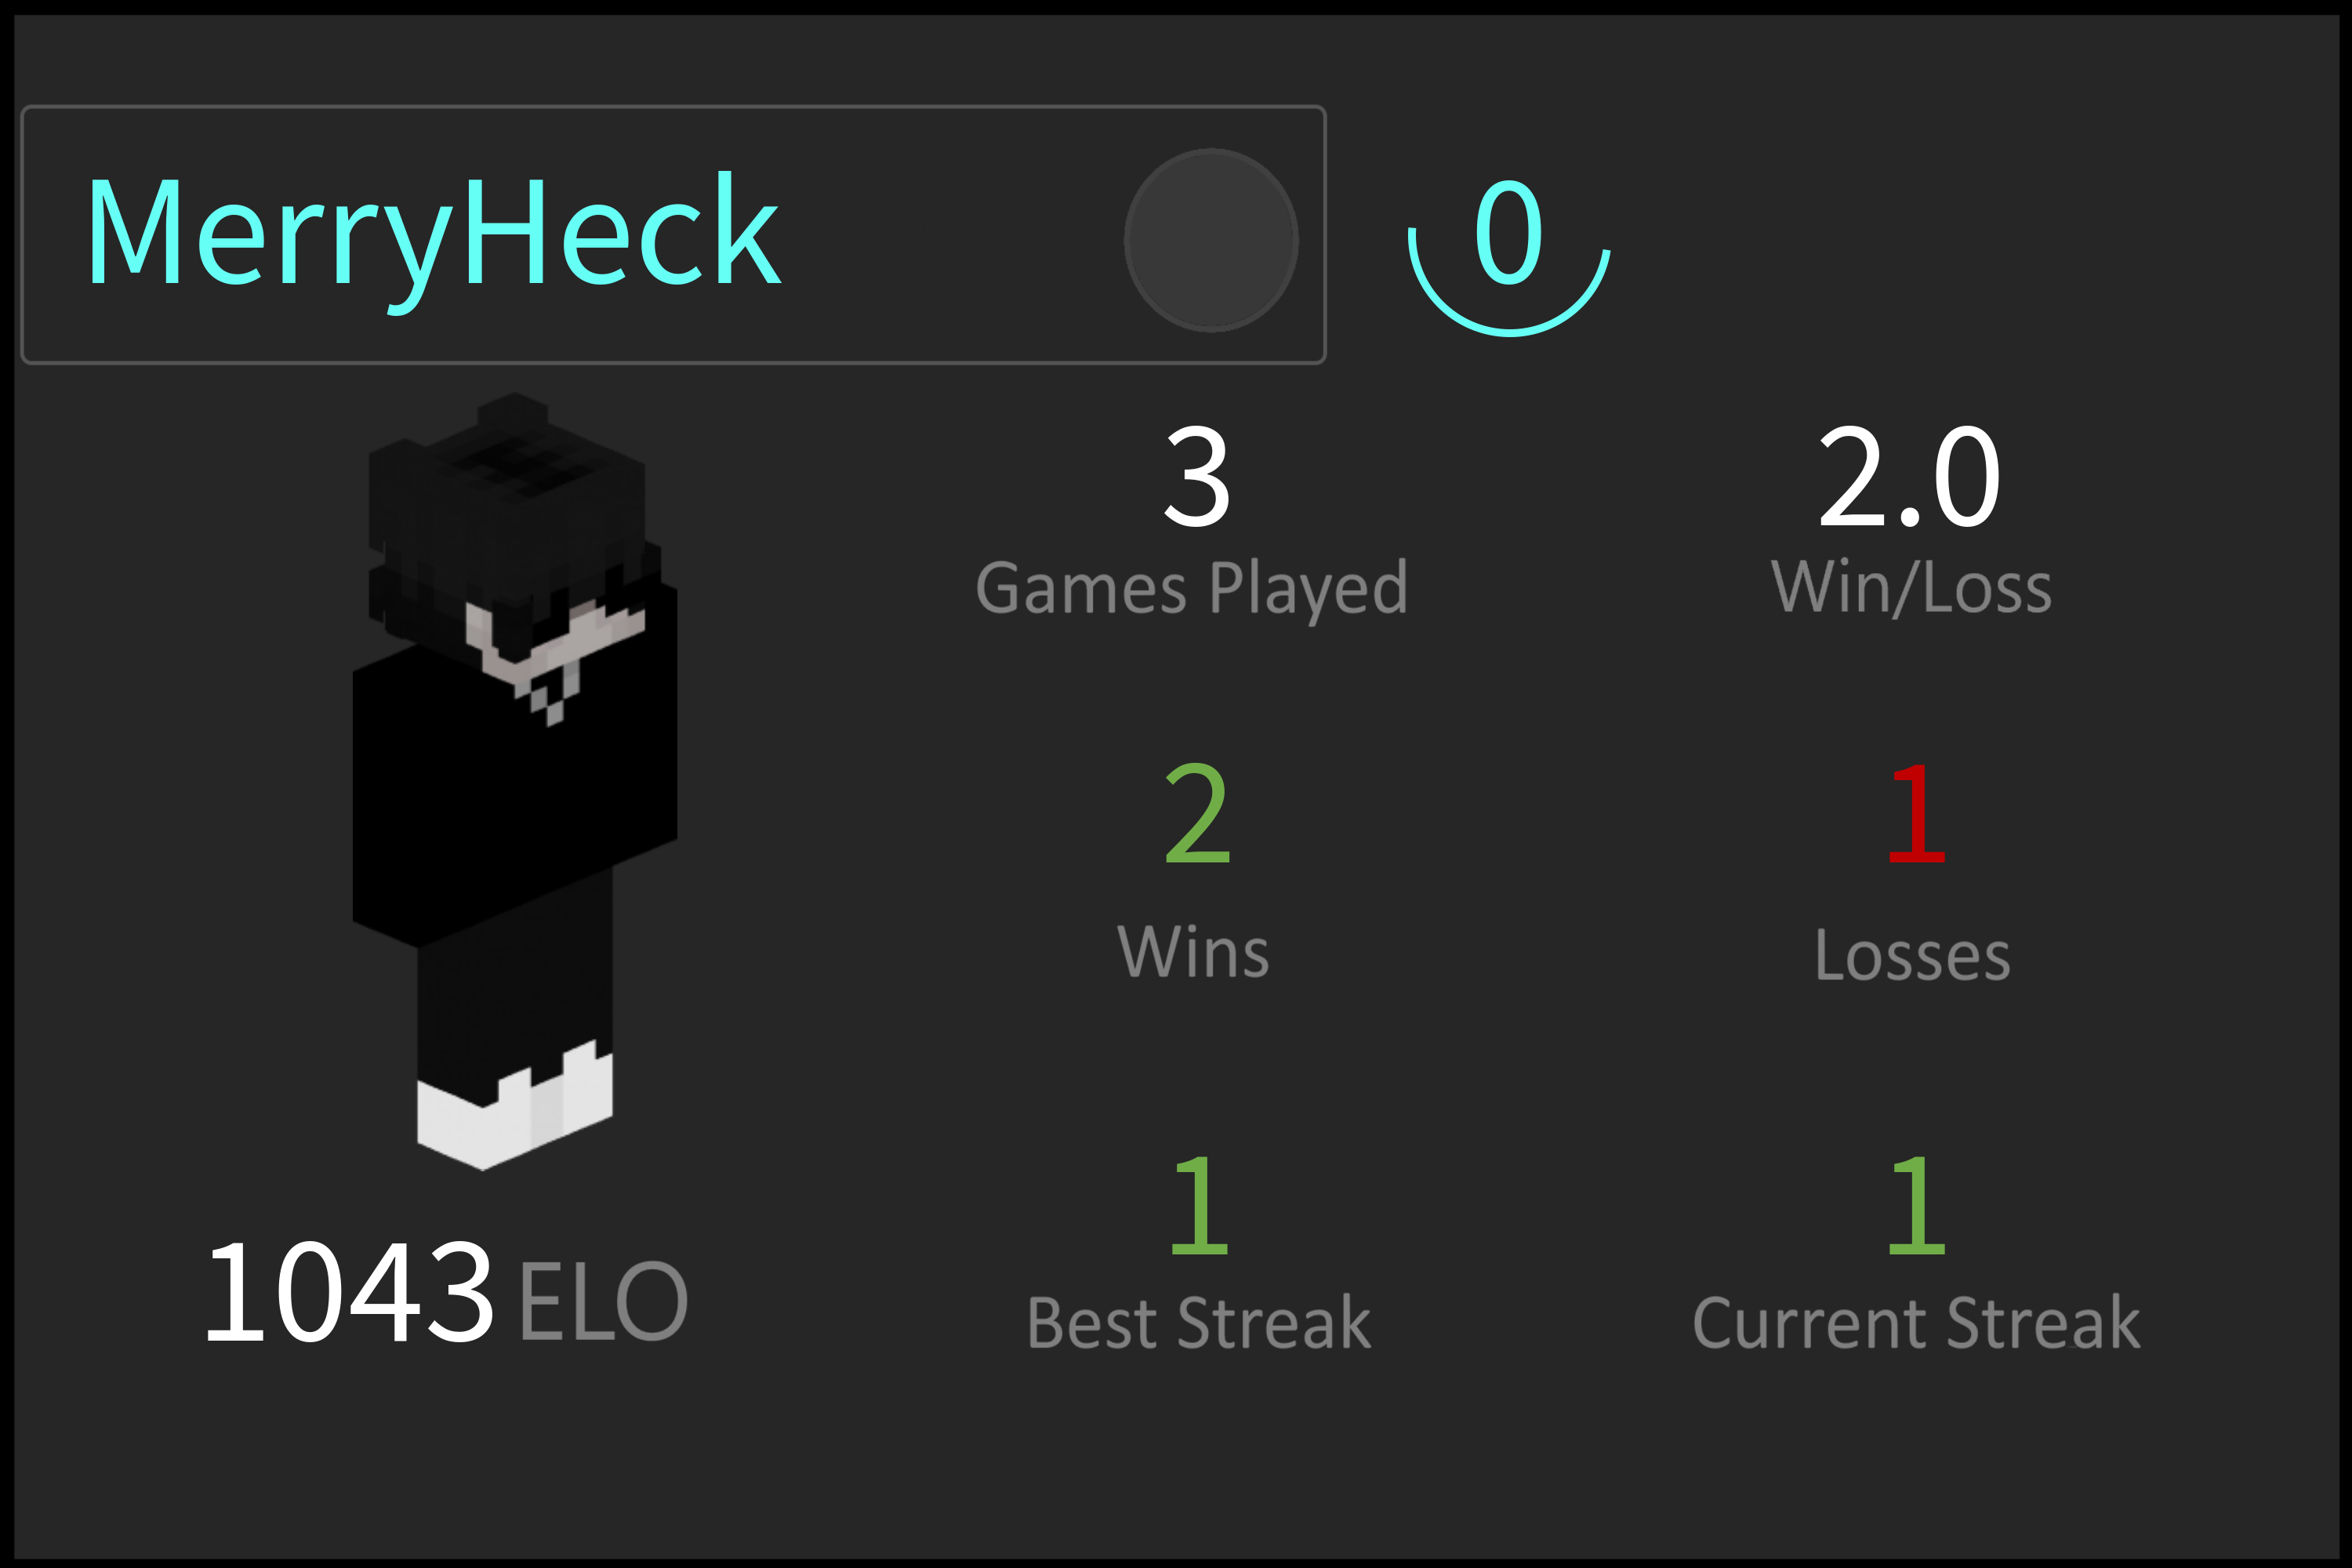 MerryHeck
0
3
2.0
Games Played
Win/Loss
2
1
Wins
Losses
1
1
Best Streak
Current Streak
1043 ELO